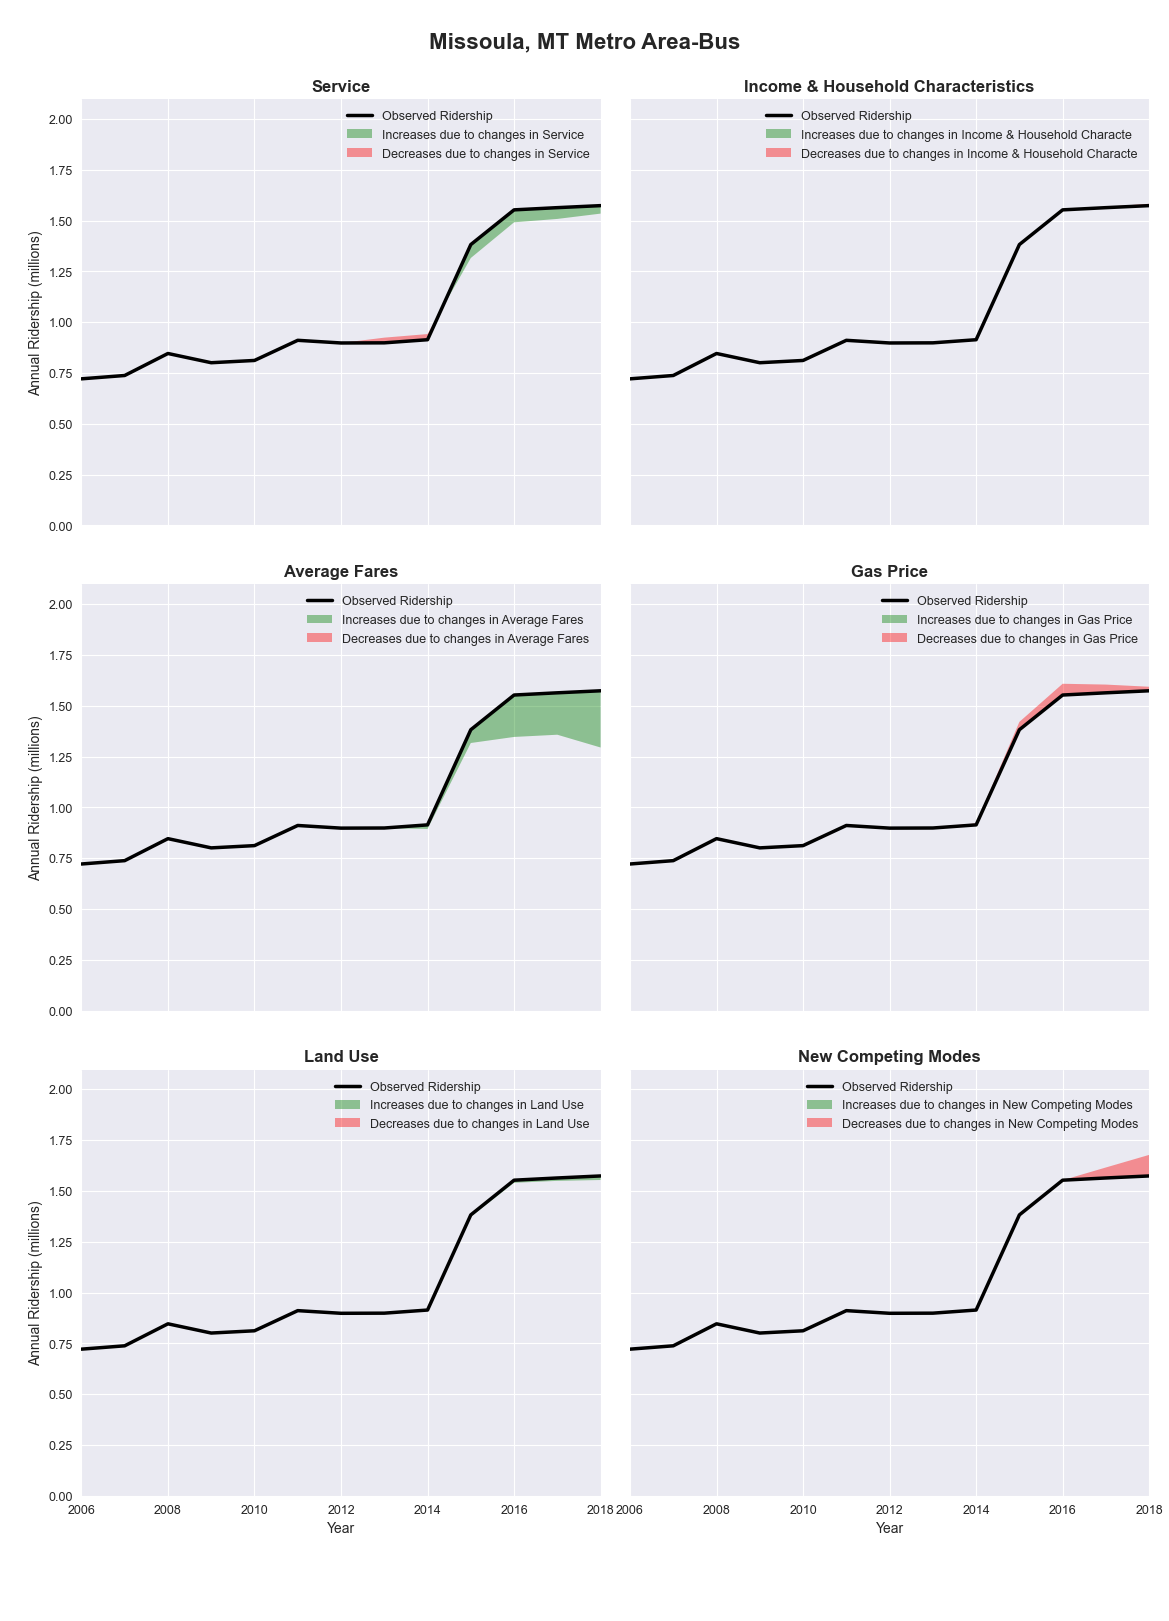 Missoula, MT Metro Area-Bus
Service
Observed Ridership
Increases due to changes in Service
Decreases due to changes in Service
2.00
1.75
1.50
1.25
1.00
0.75
0.50
0.25
0.00
Annual Ridership (millions)
Income & Household Characteristics
Observed Ridership
Increases due to changes in Income & Household Characte
Decreases due to changes in Income & Household Characte
Average Fares
Observed Ridership
Increases due to changes in Average Fares
Decreases due to changes in Average Fares
2.00
1.75
1.50
1.25
1.00
0.75
0.50
0.25
0.00
Annual Ridership (millions)
Gas Price
Observed Ridership
Increases due to changes in Gas Price
Decreases due to changes in Gas Price
Land Use
Observed Ridership
Increases due to changes in Land Use
Decreases due to changes in Land Use
2.00
1.75
1.50
1.25
1.00
0.75
0.50
0.25
0.00
Annual Ridership (millions)
2006 2008 2010 2012 2014 2016 2018
Year
New Competing Modes
Observed Ridership
Increases due to changes in New Competing Modes
Decreases due to changes in New Competing Modes
2006 2008 2010 2012 2014 2016 2018
Year